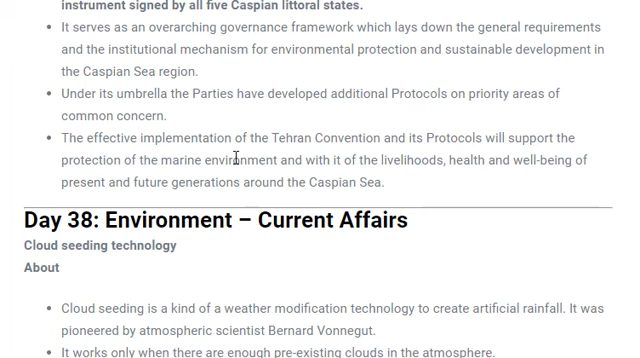 instrument signed by all five Caspian littoral states.
• It serves as an overarching governance framework which lays down the general requirements
and the institutional mechanism for environmental protection and sustainable development in
the Caspian Sea region.
• Under its umbrella the Parties have developed additional Protocols on priority areas of
common concern.
• The effective implementation of the Tehran Convention and its Protocols will support the
protection of the marine environment and with it of the livelihoods, health and well-being of
present and future generations around the Caspian Sea.
Day 38: Environment – Current Affairs
Cloud seeding technology
About
• Cloud seeding is a kind of a weather modification technology to create artificial rainfall. It was
pioneered by atmospheric scientist Bernard Vonnegut.
• It works only when there are enough pre-existing clouds in the atmosphere.